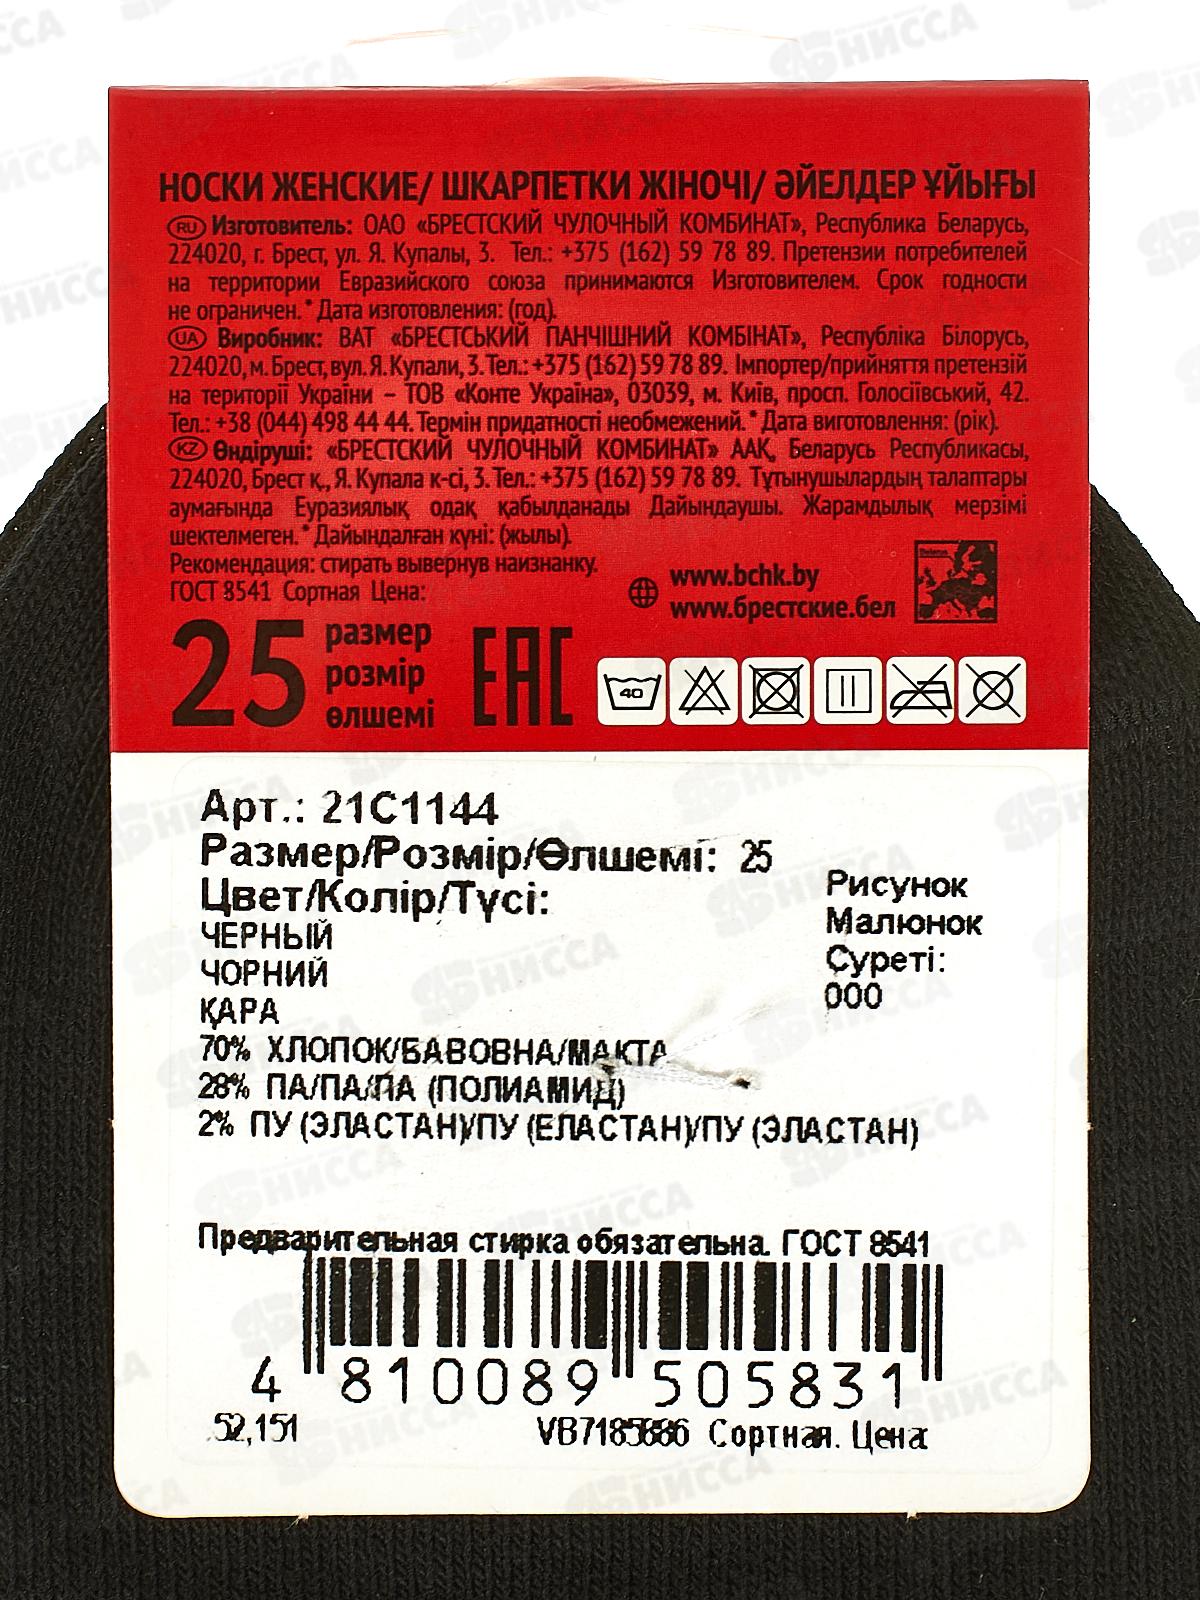 НОСКИ ЖЕНСКИЕ/ ШКАРПЕТКИ ЖІНОЧІ/ ӘЙЕЛДЕР ҰЙЫҒЫ
RU Изготовитель: ОАО «БРЕСТСКИЙ ЧУЛОЧНЫЙ КОМБИНАТ», Республика Беларусь,
224020, г. Брест, ул. Я. Купалы, 3. Тел.: +375 (162) 59 78 89. Претензии потребителей
на территории Евразийского союза принимаются Изготовителем. Срок годности
не ограничен. * Дата изготовления: (год).
UA Виробник: ВАТ «БРЕСТСЬКИЙ ПАНЧІШНИЙ КОМБІНАТ», Республіка Білорусь,
224020, м. Брест, вул. Я. Купали, 3. Тел.: +375 (162) 59 78 89. Імпортер/прийняття претензій
на території України – ТОВ «Конте Україна», 03039, м. Київ, просп. Голосіївський, 42.
Тел.: +38 (044) 498 44 44. Термін придатності необмежений. * Дата виготовлення: (рік).
KZ Өндіруші: «БРЕСТСКИЙ ЧУЛОЧНЫЙ КОМБИНАТ» ААҚ, Беларусь Республикасы,
224020, Брест қ., Я. Купала к-сі, 3. Тел.: +375 (162) 59 78 89. Тұтынушылардың талаптары
аумағында Еуразиялық одақ қабылданады Дайындаушы. Жарамдылық мерзімі
шектелмеген. * Дайындалған күні: (жылы).
Рекомендация: стирать вывернув наизнанку.
ГОСТ 8541 Сортная Цена:
www.bchk.by
www.брестские.бел
Belarus
25 размер
розмір
өлшемі
EAC
40
Арт.: 21С1144
Размер/Розмір/Өлшемі: 25
Цвет/Колір/Түсі:
ЧЕРНЫЙ
ЧОРНИЙ
ҚАРА
Рисунок
Малюнок
Суреті:
000
70% ХЛОПОК/БАВОВНА/МАКТА
28% ПА/ПА/ПА (ПОЛИАМИД)
2% ПУ (ЭЛАСТАН)/ПУ (ЕЛАСТАН)/ПУ (ЭЛАСТАН)
Предварительная стирка обязательна. ГОСТ 8541
4 810089 505831
52,151
VB7185686 Сортная. Цена:
НИССА